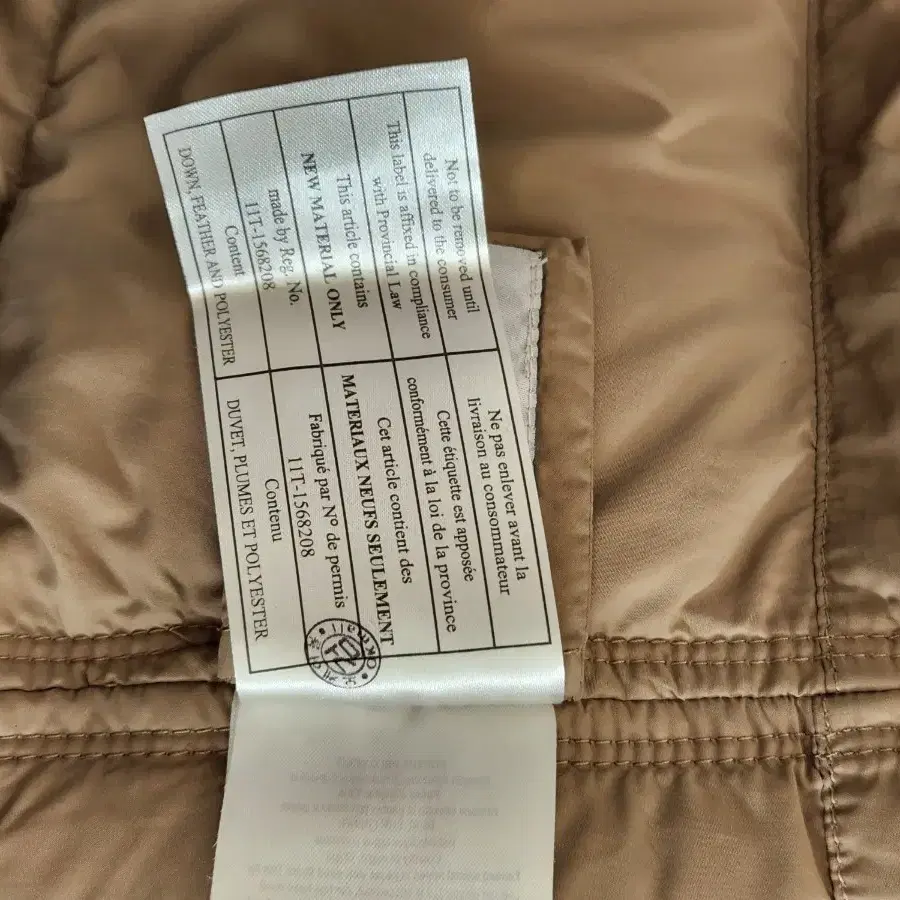 Not to be removed until
delivered to the consumer
This label is affixed in compliance
with Provincial Law
This article contains
NEW MATERIAL ONLY
made by Reg. No.
11T-1568208
Content
DOWN, FEATHER AND POLYESTER
Ne pas enlever avant la
livraison au consommateur
Cette étiquette est apposée
conformément à la loi de la province
Cet article contient des
MATERIAUX NEUFS SEULEMENT
Fabriqué par Nº de permis
11T-1568208
Contenu
DUVET, PLUMES ET POLYESTER